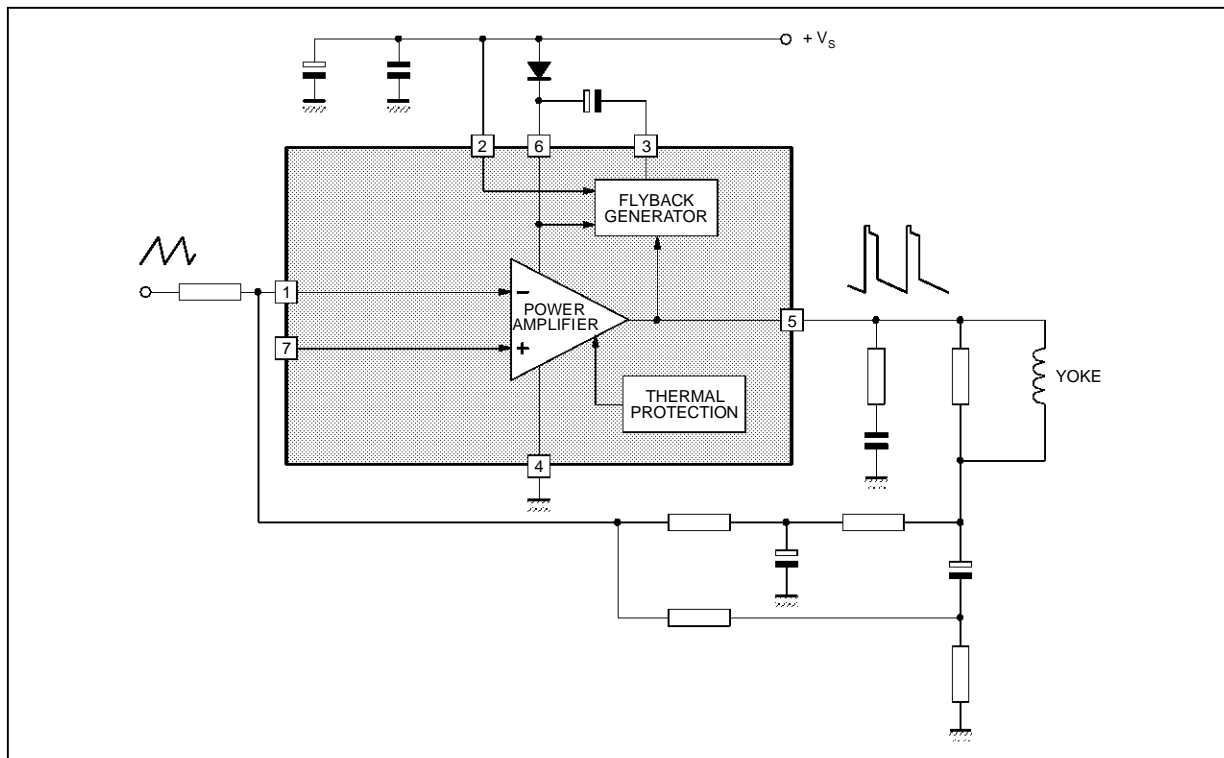 + VS
2
6
3
FLYBACK
GENERATOR
1
−
POWER
AMPLIFIER
5
7
+
YOKE
THERMAL
PROTECTION
4